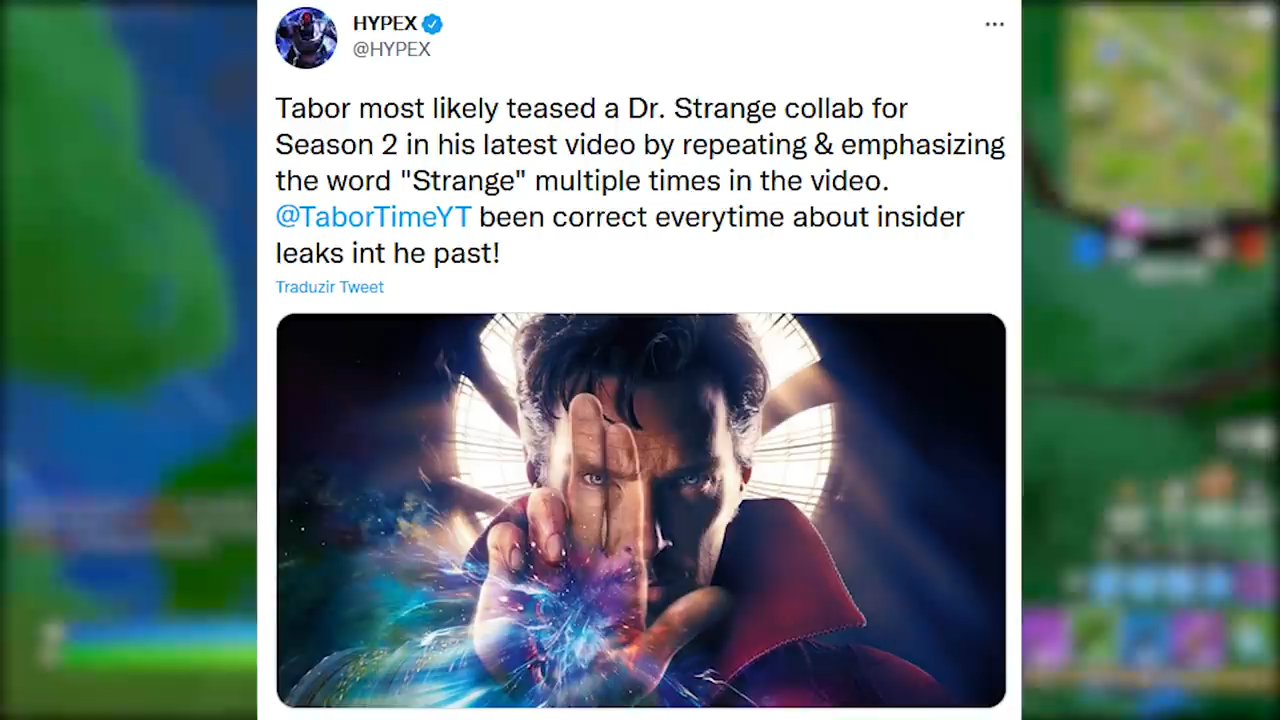 HYPEX
@HYPEX
Tabor most likely teased a Dr. Strange collab for
Season 2 in his latest video by repeating & emphasizing
the word "Strange" multiple times in the video.
@TaborTimeYT been correct everytime about insider
leaks int he past!
Traduzir Tweet